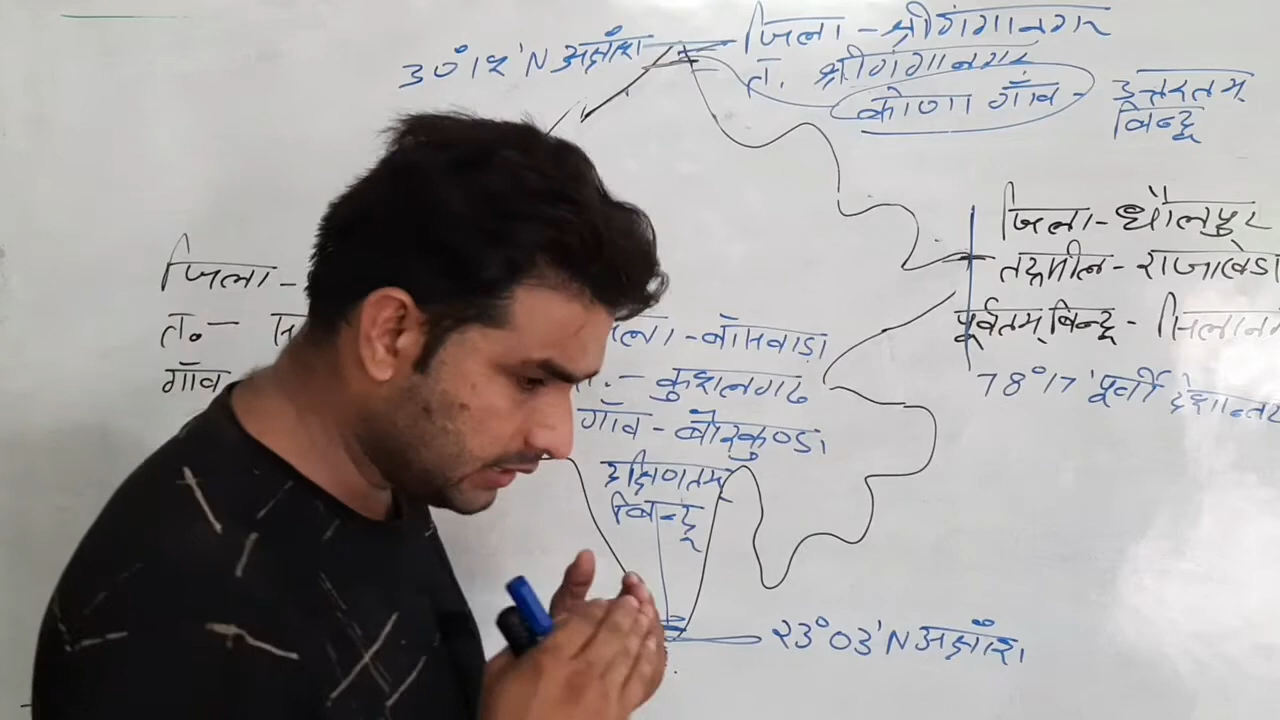 30°12'N अक्षांश
जिला-श्रीगंगानगर
त. श्रीगंगानगर
कोणा गाँव- उत्तरतम् बिन्दू
जिला-धौलपुर
तहसील-राजाखेडा
पूर्वतम् बिन्दू-
78°17' पूर्वी देशान्तर
जिला-
त०-
गाँव
-बाँसवाडा
-कुशलगढ
गाँव-बोरकुण्डा
दक्षिणतम्
बिन्दू
23°03'N अक्षांश